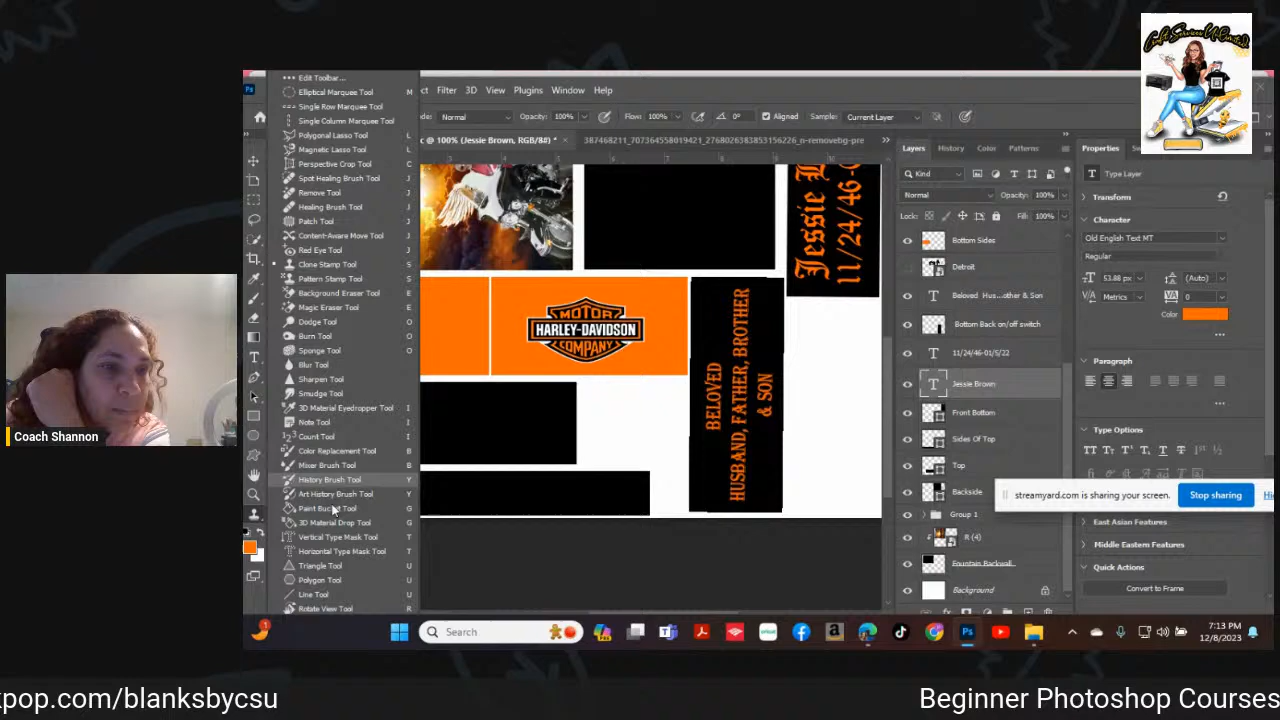 Craft Services Unlimited
Ps
Edit Toolbar...
Elliptical Marquee Tool M
Single Row Marquee Tool
Single Column Marquee Tool
Polygonal Lasso Tool L
Magnetic Lasso Tool L
Perspective Crop Tool C
Spot Healing Brush Tool J
Remove Tool J
Healing Brush Tool J
Patch Tool J
Content-Aware Move Tool J
Red Eye Tool J
Clone Stamp Tool S
Pattern Stamp Tool S
Background Eraser Tool E
Magic Eraser Tool E
Dodge Tool O
Burn Tool O
Sponge Tool O
Blur Tool
Sharpen Tool
Smudge Tool
3D Material Eyedropper Tool I
Note Tool I
Count Tool I
Color Replacement Tool B
Mixer Brush Tool B
History Brush Tool Y
Art History Brush Tool Y
Paint Bucket Tool G
3D Material Drop Tool G
Vertical Type Mask Tool T
Horizontal Type Mask Tool T
Triangle Tool U
Polygon Tool U
Line Tool U
Rotate View Tool R
ct Filter 3D View Plugins Window Help
de: Normal Opacity: 100% Flow: 100% 0° Aligned Sample: Current Layer
c @ 100% (Jessie Brown, RGB/8#) * × 387468211_707364558019421_2768026383853156226_n-removebg-pre
Jessie B
11/24/46-0
MOTOR
HARLEY-DAVIDSON
COMPANY
BELOVED
HUSBAND, FATHER, BROTHER
& SON
Layers History Color Patterns
Kind
Normal Opacity: 100%
Lock: Fill: 100%
Bottom Sides
Detroit
Beloved Hus...ather & Son
Bottom Back on/off switch
11/24/46-01/5/22
Jessie Brown
Front Bottom
Sides Of Top
Top
Backside
Group 1
R (4)
Fountain Backwall
Background
Properties
Type Layer
Transform
Character
Old English Text MT
Regular
53.88 px (Auto)
Metrics 0
Color
Paragraph
Type Options
streamyard.com is sharing your screen. Stop sharing Hi
East Asian Features
Middle Eastern Features
Quick Actions
Convert to Frame
Coach Shannon
Search
7:13 PM
12/8/2023
kpop.com/blanksbycsu
Beginner Photoshop Courses